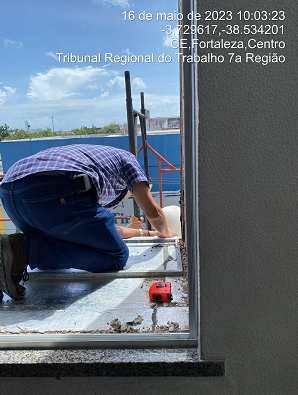 16 de maio de 2023 10:03:23
-3,729617,-38,534201
CE,Fortaleza,Centro
Tribunal Regional do Trabalho 7a Região